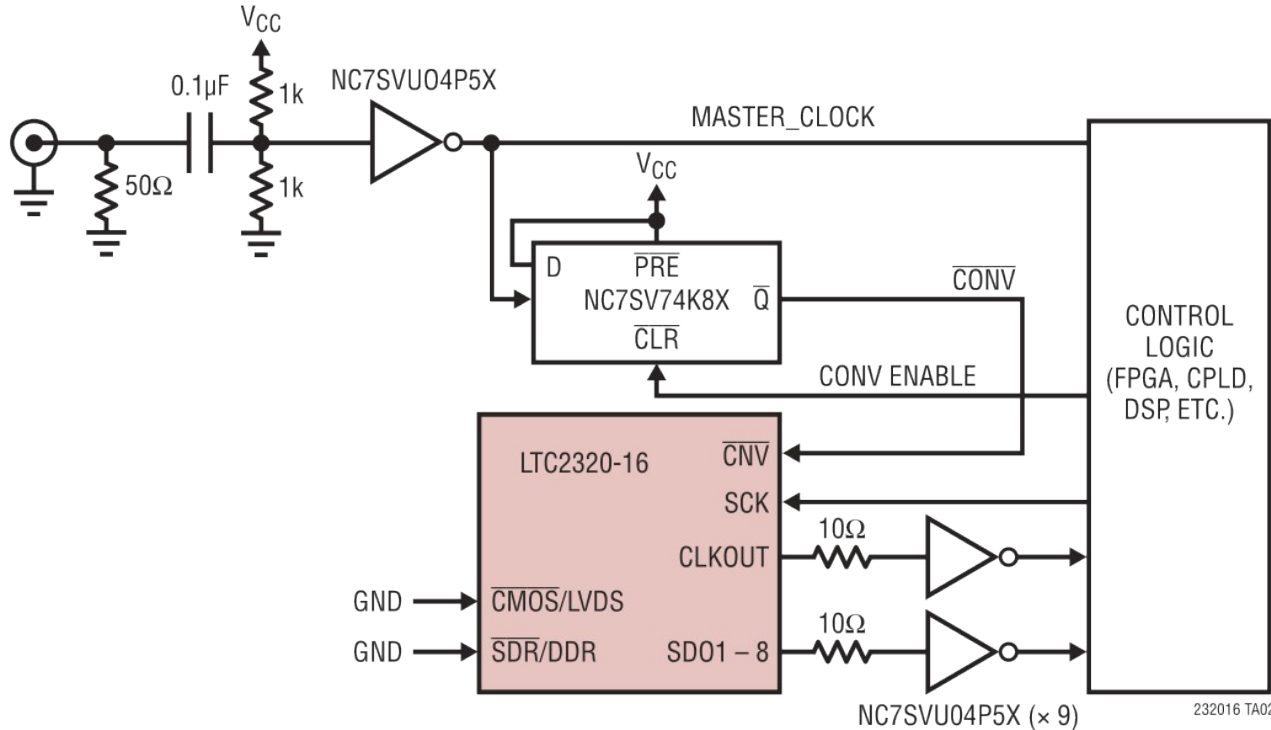 VCC
0.1µF
1k
NC7SVUO4P5X
MASTER_CLOCK
50Ω
1k
VCC
D
PRE
NC7SV74K8X
Q
CLR
CONV
CONV ENABLE
CONTROL
LOGIC
(FPGA, CPLD,
DSP, ETC.)
LTC2320-16
CNV
SCK
CLKOUT
10Ω
GND
CMOS/LVDS
GND
SDR/DDR
SDO1 – 8
10Ω
NC7SVU04P5X (× 9)
232016 TA02